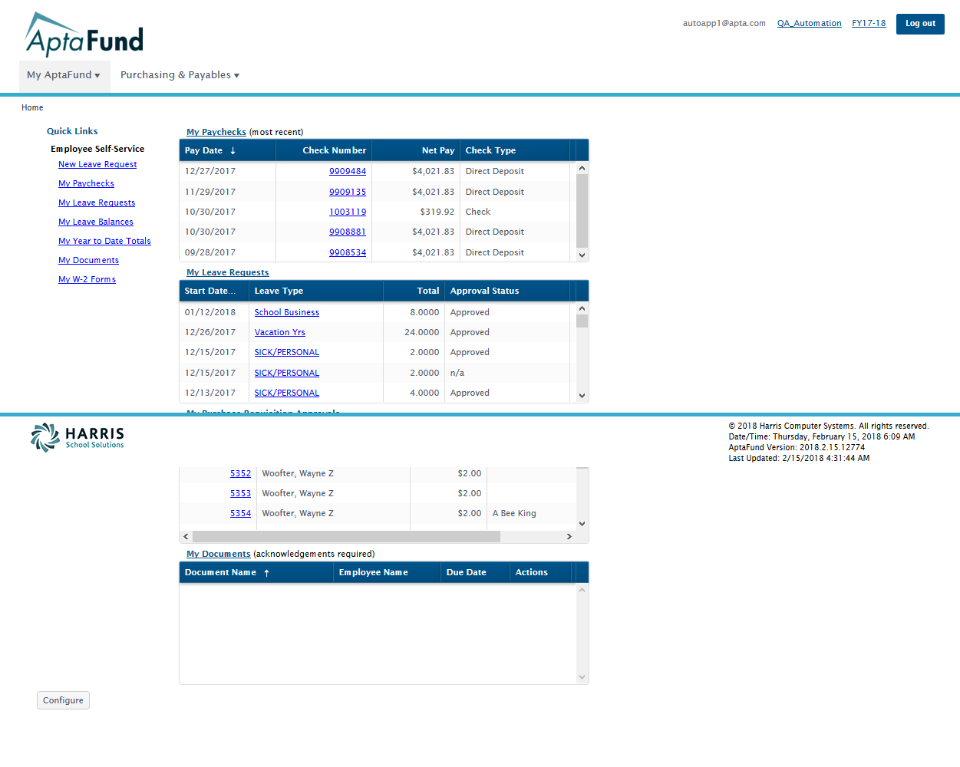 AptaFund
autoapp1@apta.com QA_Automation FY17-18 Log out
My AptaFund ▾ Purchasing & Payables ▾
Home
Quick Links
Employee Self-Service
New Leave Request
My Paychecks
My Leave Requests
My Leave Balances
My Year to Date Totals
My Documents
My W-2 Forms
My Paychecks (most recent)
Pay Date ↓ Check Number Net Pay Check Type
12/27/2017 9909484 $4,021.83 Direct Deposit
11/29/2017 9909135 $4,021.83 Direct Deposit
10/30/2017 1003119 $319.92 Check
10/30/2017 9908881 $4,021.83 Direct Deposit
09/28/2017 9908534 $4,021.83 Direct Deposit
My Leave Requests
Start Date... Leave Type Total Approval Status
01/12/2018 School Business 8.0000 Approved
12/26/2017 Vacation Yrs 24.0000 Approved
12/15/2017 SICK/PERSONAL 2.0000 Approved
12/15/2017 SICK/PERSONAL 2.0000 n/a
12/13/2017 SICK/PERSONAL 4.0000 Approved
My Purchase Requisition Approvals
HARRIS
School Solutions
© 2018 Harris Computer Systems. All rights reserved.
Date/Time: Thursday, February 15, 2018 6:09 AM
AptaFund Version: 2018.2.15.12774
Last Updated: 2/15/2018 4:31:44 AM
5352 Woofter, Wayne Z $2.00
5353 Woofter, Wayne Z $2.00
5354 Woofter, Wayne Z $2.00 A Bee King
My Documents (acknowledgements required)
Document Name ↑ Employee Name Due Date Actions
Configure